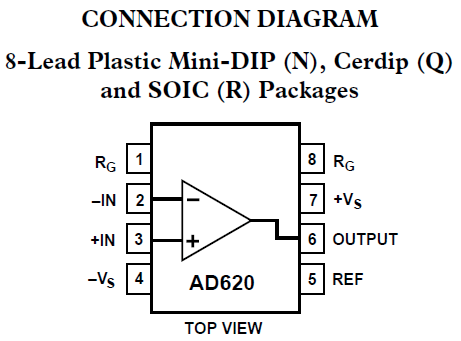 CONNECTION DIAGRAM
8-Lead Plastic Mini-DIP (N), Cerdip (Q)
and SOIC (R) Packages
RG 1 8 RG
–IN 2 – 7 +VS
+IN 3 + 6 OUTPUT
–VS 4 AD620 5 REF
TOP VIEW